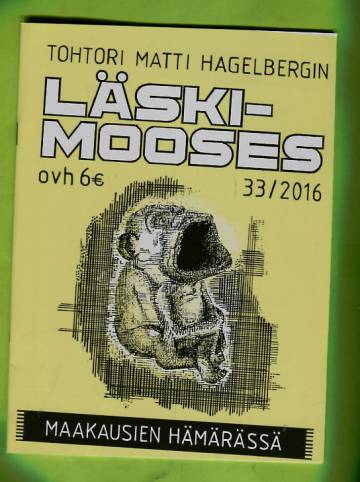 TOHTORI MATTI HAGELBERGIN
LÄSKI-
MOOSES
ovh 6€ 33/2016
MAAKAUSIEN HÄMÄRÄSSÄ